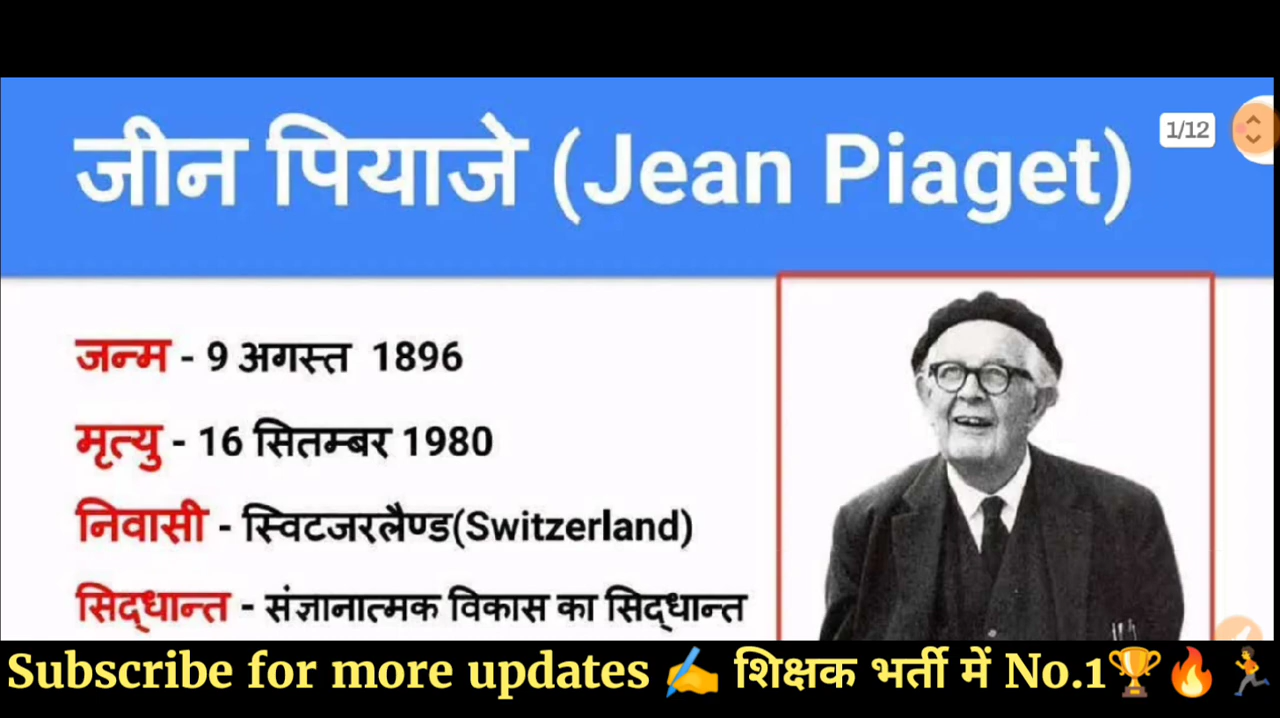 जीन पियाजे (Jean Piaget)
1/12
जन्म - 9 अगस्त 1896
मृत्यु - 16 सितम्बर 1980
निवासी - स्विटजरलैण्ड(Switzerland)
सिद्धान्त - संज्ञानात्मक विकास का सिद्धान्त
Subscribe for more updates ✍️ शिक्षक भर्ती में No.1🏆🔥🏃